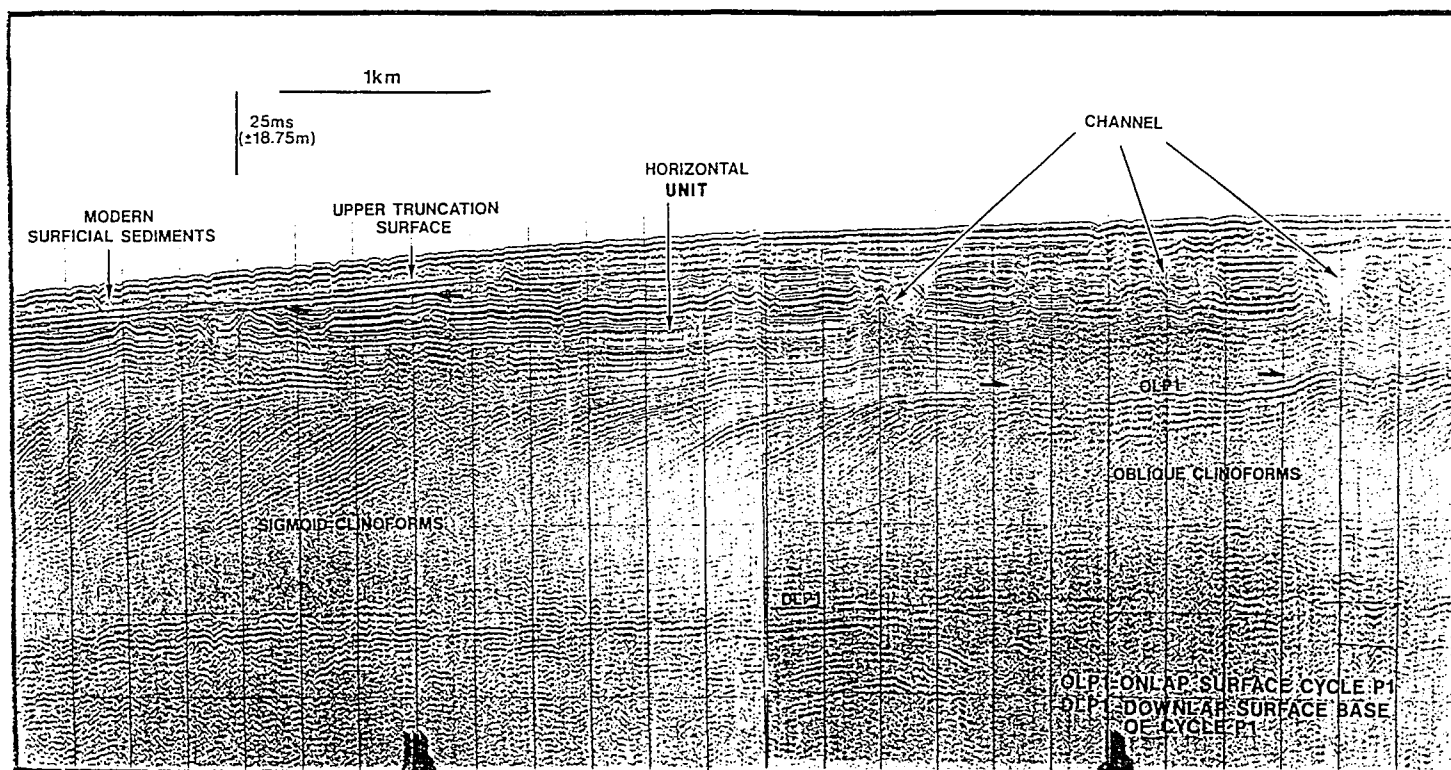 1km
25ms
(±18.75m)
CHANNEL
HORIZONTAL
UNIT
MODERN
SURFICIAL SEDIMENTS
UPPER TRUNCATION
SURFACE
OLP1
OBLIQUE CLINOFORMS
SIGMOID CLINOFORMS
DLP1
OLP1 ONLAP SURFACE CYCLE P1
DLP1 DOWNLAP SURFACE BASE
OF CYCLE P1